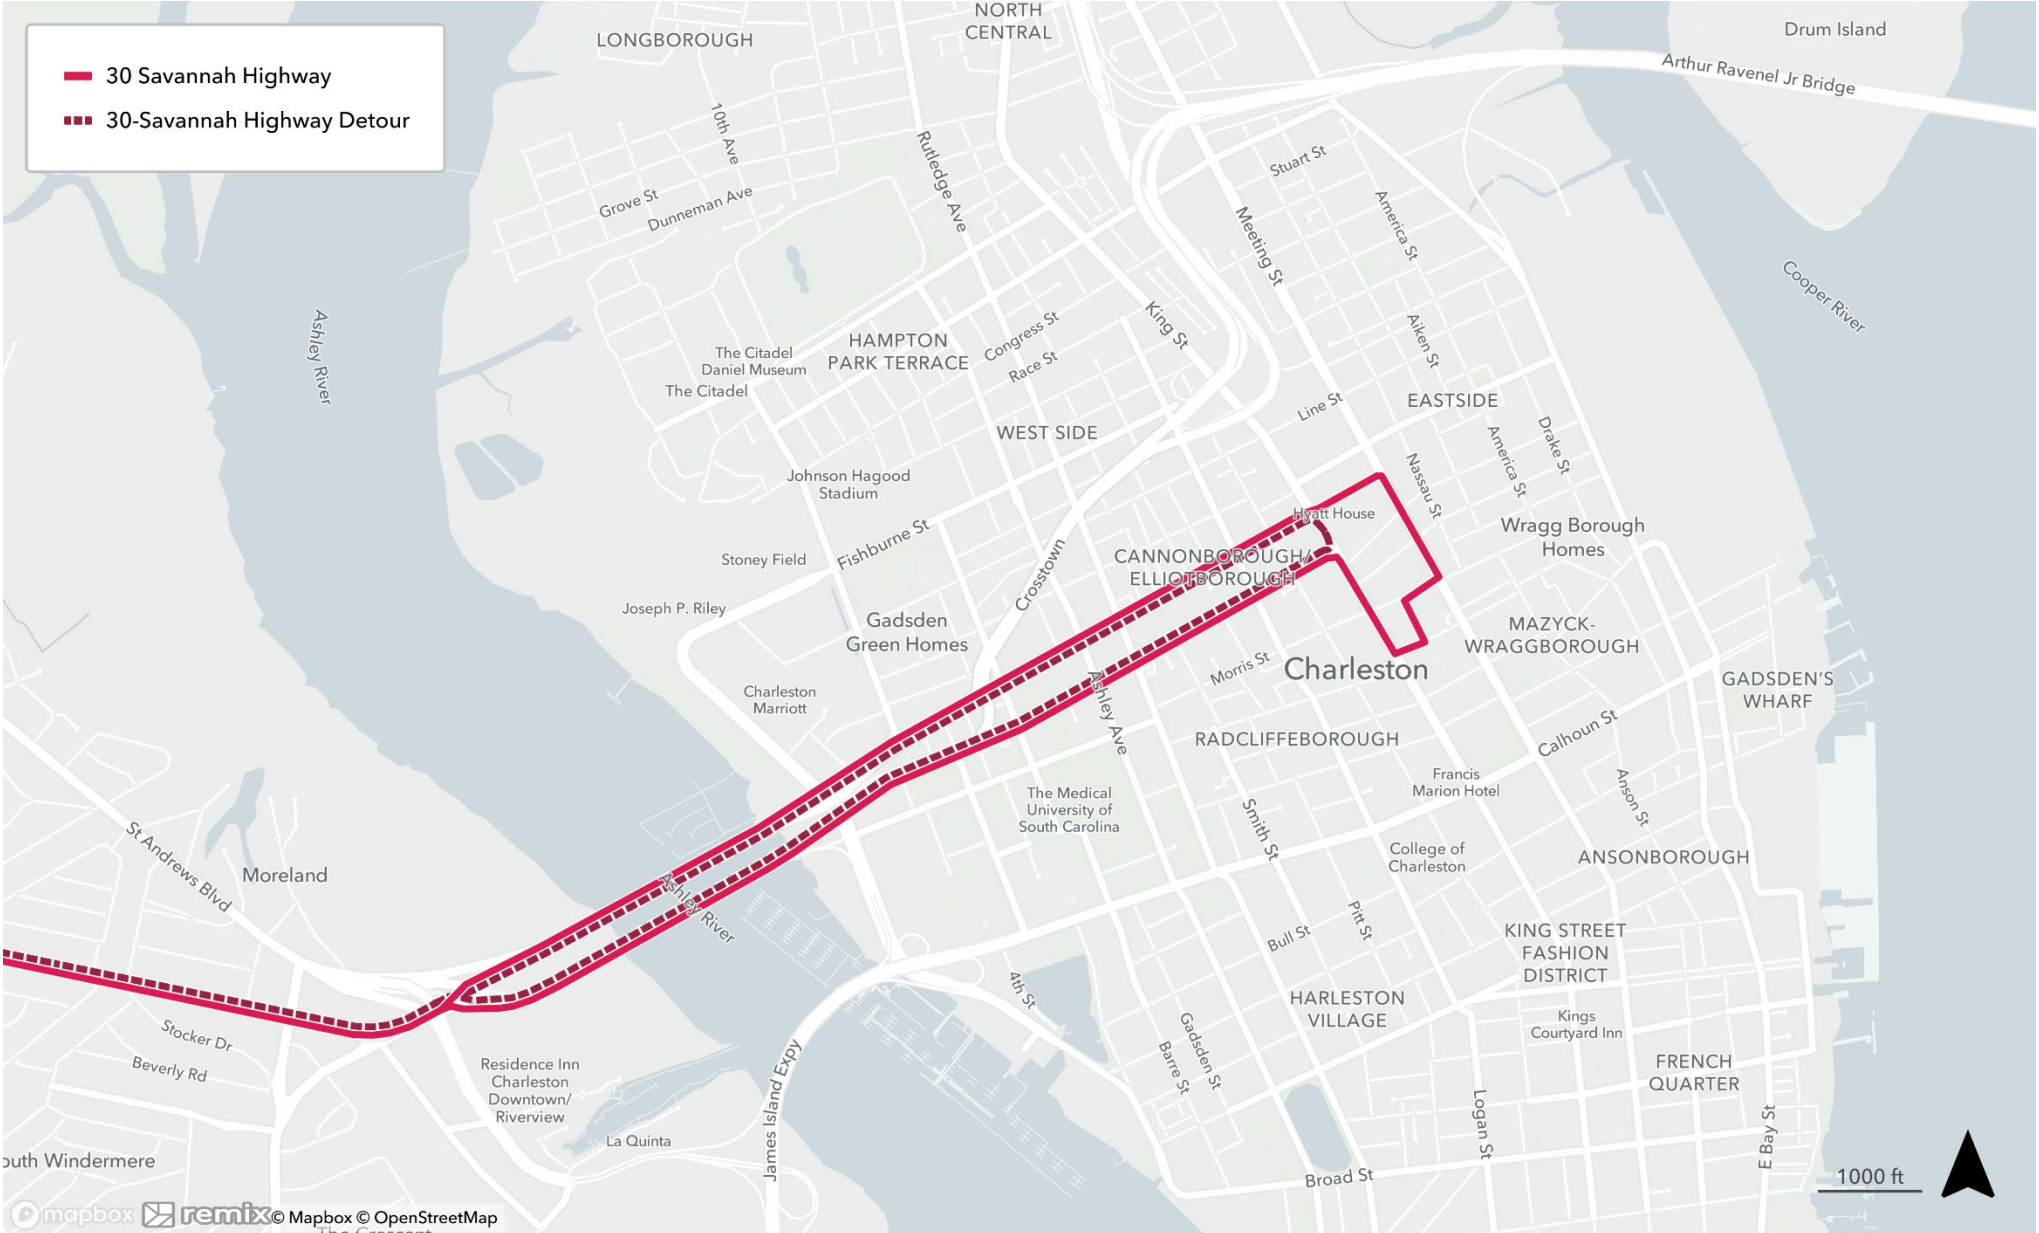 30 Savannah Highway
30-Savannah Highway Detour
LONGBOROUGH
NORTH
CENTRAL
Drum Island
Arthur Ravenel Jr Bridge
10th Ave
Rutledge Ave
Stuart St
Grove St
Dunneman Ave
America St
Meeting St
Cooper River
Ashley River
King St
Congress St
Race St
Aiken St
HAMPTON
PARK TERRACE
The Citadel
Daniel Museum
The Citadel
Line St
EASTSIDE
WEST SIDE
Drake St
America St
Nassau St
Johnson Hagood
Stadium
Hyatt House
Wragg Borough
Homes
Fishburne St
Stoney Field
CANNONBOROUGH/
ELLIOTBOROUGH
Crosstown
Joseph P. Riley
Gadsden
Green Homes
MAZYCK-
WRAGGBOROUGH
Morris St
Charleston
Charleston
Marriott
Ashley Ave
GADSDEN'S
WHARF
RADCLIFFEBOROUGH
Calhoun St
Francis
Marion Hotel
Anson St
The Medical
University of
South Carolina
Smith St
College of
Charleston
ANSONBOROUGH
St Andrews Blvd
Moreland
Ashley River
Pitt St
Bull St
KING STREET
FASHION
DISTRICT
4th St
HARLESTON
VILLAGE
Kings
Courtyard Inn
Stocker Dr
Beverly Rd
Residence Inn
Charleston
Downtown/
Riverview
James Island Expy
Gadsden St
Barre St
FRENCH
QUARTER
Logan St
E Bay St
La Quinta
outh Windermere
Broad St
1000 ft
mapbox
remix
© Mapbox © OpenStreetMap
The Crescent